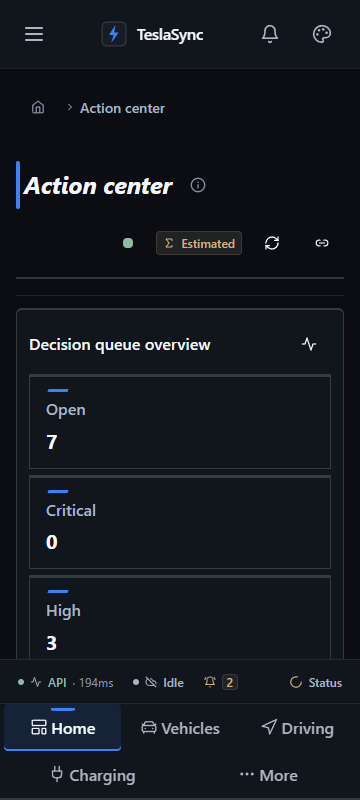 TeslaSync
Action center
Action center
Σ Estimated
Decision queue overview
Open
7
Critical
0
High
3
API · 194ms
Idle
2
Status
Home
Vehicles
Driving
Charging
More